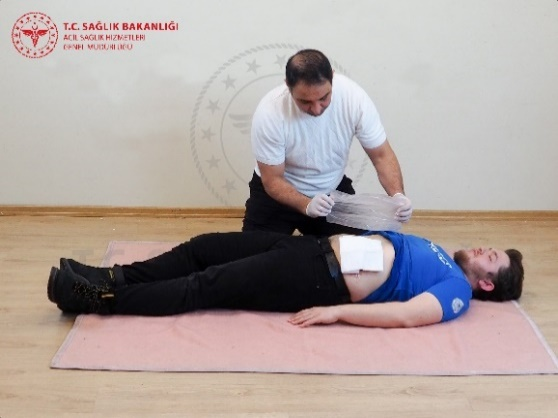 T.C. SAĞLIK BAKANLIĞI
ACİL SAĞLIK HİZMETLERİ
GENEL MÜDÜRLÜĞÜ